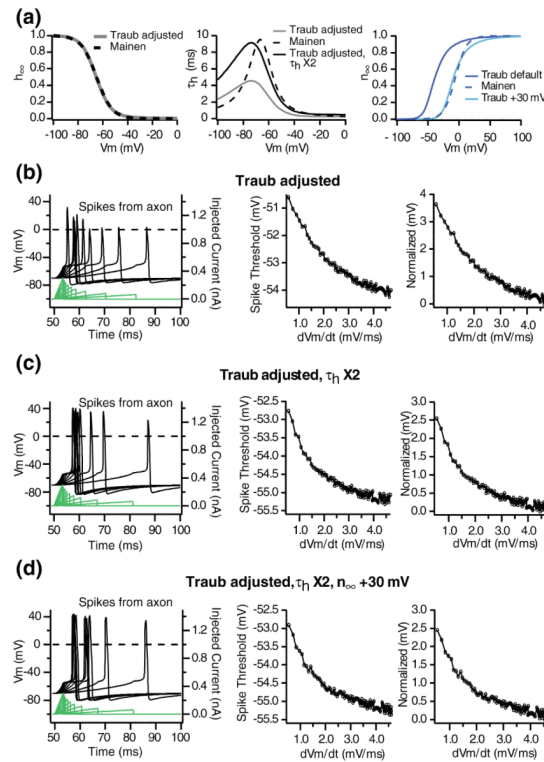 (a)
h∞
1.0
0.8
0.6
0.4
0.2
0.0
Traub adjusted
Mainen
-100 -80 -60 -40 -20 0
Vm (mV)
τh (ms)
10
8
6
4
2
0
Traub adjusted
Mainen
Traub adjusted,
τh X2
-100 -80 -60 -40 -20 0
Vm (mV)
n∞
1.0
0.8
0.6
0.4
0.2
0.0
Traub default
Mainen
Traub +30 mV
- 100 -50 0 50 100
Vm (mV)
(b)
Traub adjusted
Spikes from axon
Vm (mV)
40
0
-40
-80
Injected Current (nA)
1.2
0.8
0.4
0.0
50 60 70 80 90 100
Time (ms)
Spike Threshold (mV)
-51
-52
-53
-54
1.0 2.0 3.0 4.0
dVm/dt (mV/ms)
Normalized (mV)
4
3
2
1
0
1.0 2.0 3.0 4.0
dVm/dt (mV/ms)
(c)
Traub adjusted, τh X2
Spikes from axon
Vm (mV)
40
0
-40
-80
Injected Current (nA)
1.2
0.8
0.4
0.0
50 60 70 80 90 100
Time (ms)
Spike Threshold (mV)
-52.5
-53.0
-53.5
-54.0
-54.5
-55.0
-55.5
1.0 2.0 3.0 4.0
dVm/dt (mV/ms)
Normalized (mV)
3.0
2.5
2.0
1.5
1.0
0.5
0.0
1.0 2.0 3.0 4.0
dVm/dt (mV/ms)
(d)
Traub adjusted, τh X2, n∞ +30 mV
Spikes from axon
Vm (mV)
40
0
-40
-80
Injected Current (nA)
1.2
0.8
0.4
0.0
50 60 70 80 90 100
Time (ms)
Spike Threshold (mV)
-52.5
-53.0
-53.5
-54.0
-54.5
-55.0
-55.5
1.0 2.0 3.0 4.0
dVm/dt (mV/ms)
Normalized (mV)
3.0
2.5
2.0
1.5
1.0
0.5
0.0
1.0 2.0 3.0 4.0
dVm/dt (mV/ms)